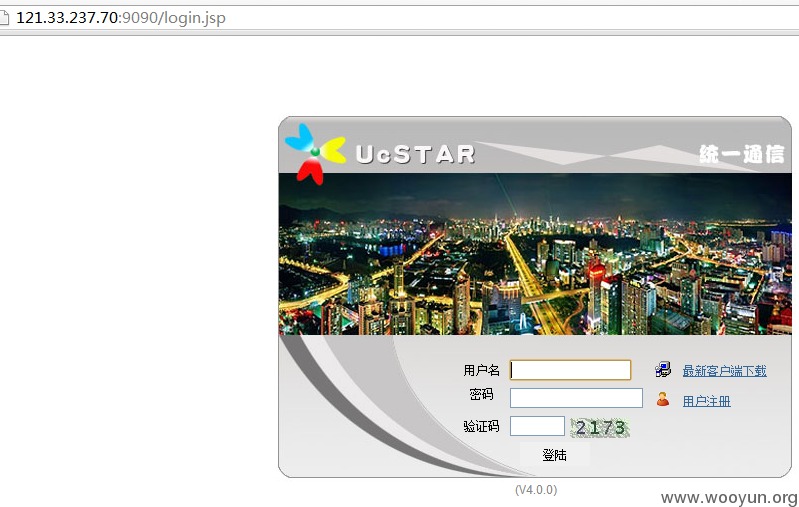 121.33.237.70:9090/login.jsp
UcSTAR
统一通信
用户名
最新客户端下载
密码
用户注册
验证码
2173
登陆
(V4.0.0)
www.wooyun.org